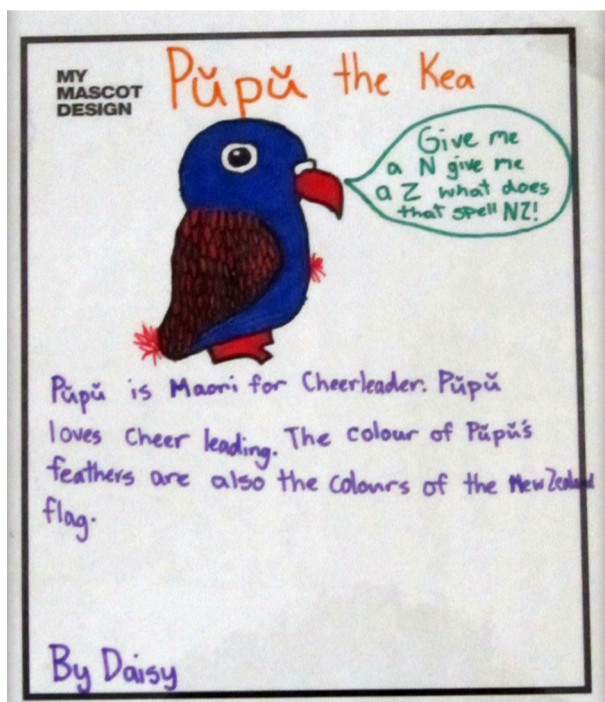 MY
MASCOT
DESIGN
Pŭpŭ the Kea
Give me
a N give me
a Z what does
that spell NZ!
Pŭpŭ is Maori for Cheerleader. Pŭpŭ
loves Cheer leading. The colour of Pŭpŭ's
feathers are also the colours of the New Zealand
flag.
By Daisy